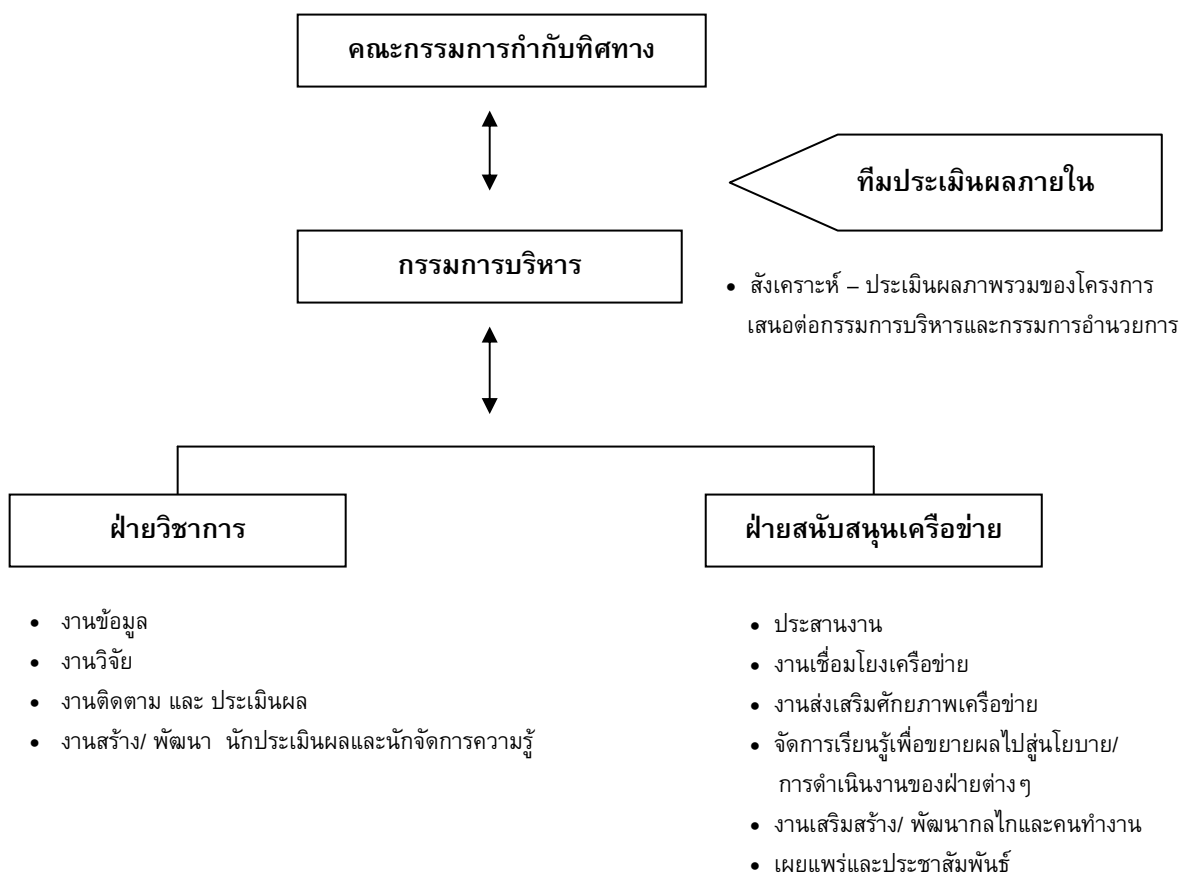 คณะกรรมการกำกับทิศทาง
ทีมประเมินผลภายใน
กรรมการบริหาร
• สังเคราะห์ – ประเมินผลภาพรวมของโครงการ
เสนอต่อกรรมการบริหารและกรรมการอำนวยการ
ฝ่ายวิชาการ
• งานข้อมูล
• งานวิจัย
• งานติดตาม และ ประเมินผล
• งานสร้าง/ พัฒนา นักประเมินผลและนักจัดการความรู้
ฝ่ายสนับสนุนเครือข่าย
• ประสานงาน
• งานเชื่อมโยงเครือข่าย
• งานส่งเสริมศักยภาพเครือข่าย
• จัดการเรียนรู้เพื่อขยายผลไปสู่นโยบาย/
การดำเนินงานของฝ่ายต่างๆ
• งานเสริมสร้าง/ พัฒนากลไกและคนทำงาน
• เผยแพร่และประชาสัมพันธ์